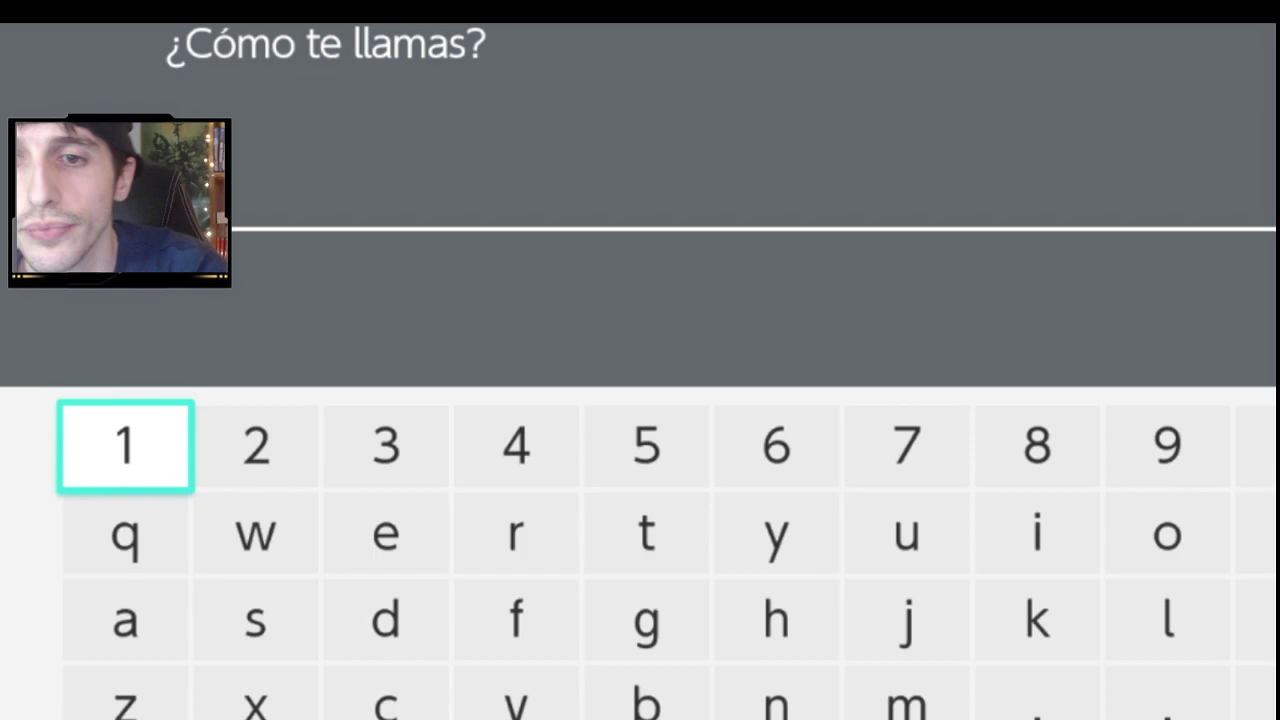 ¿Cómo te llamas?
1 2 3 4 5 6 7 8 9
q w e r t y u i o
a s d f g h j k l
z x c v b n m , .